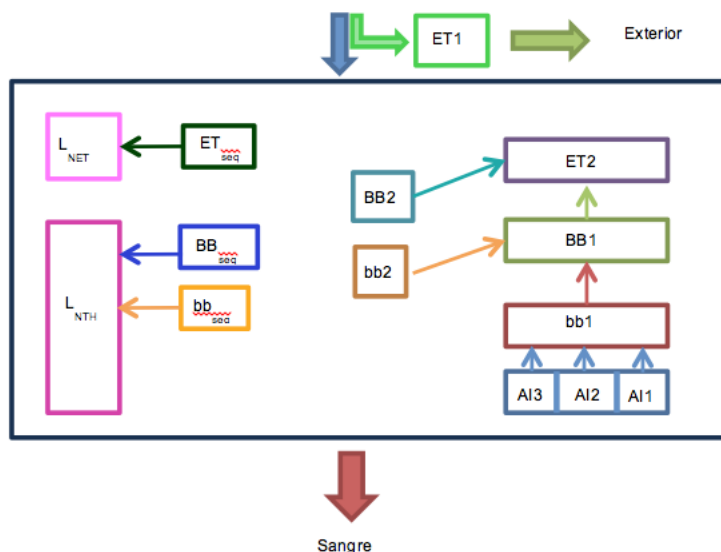 ET1
Exterior
L
NET
ET
seq
ET2
BB2
BB
seq
BB1
bb2
L
NTH
bb
seq
bb1
AI3
AI2
AI1
Sangre